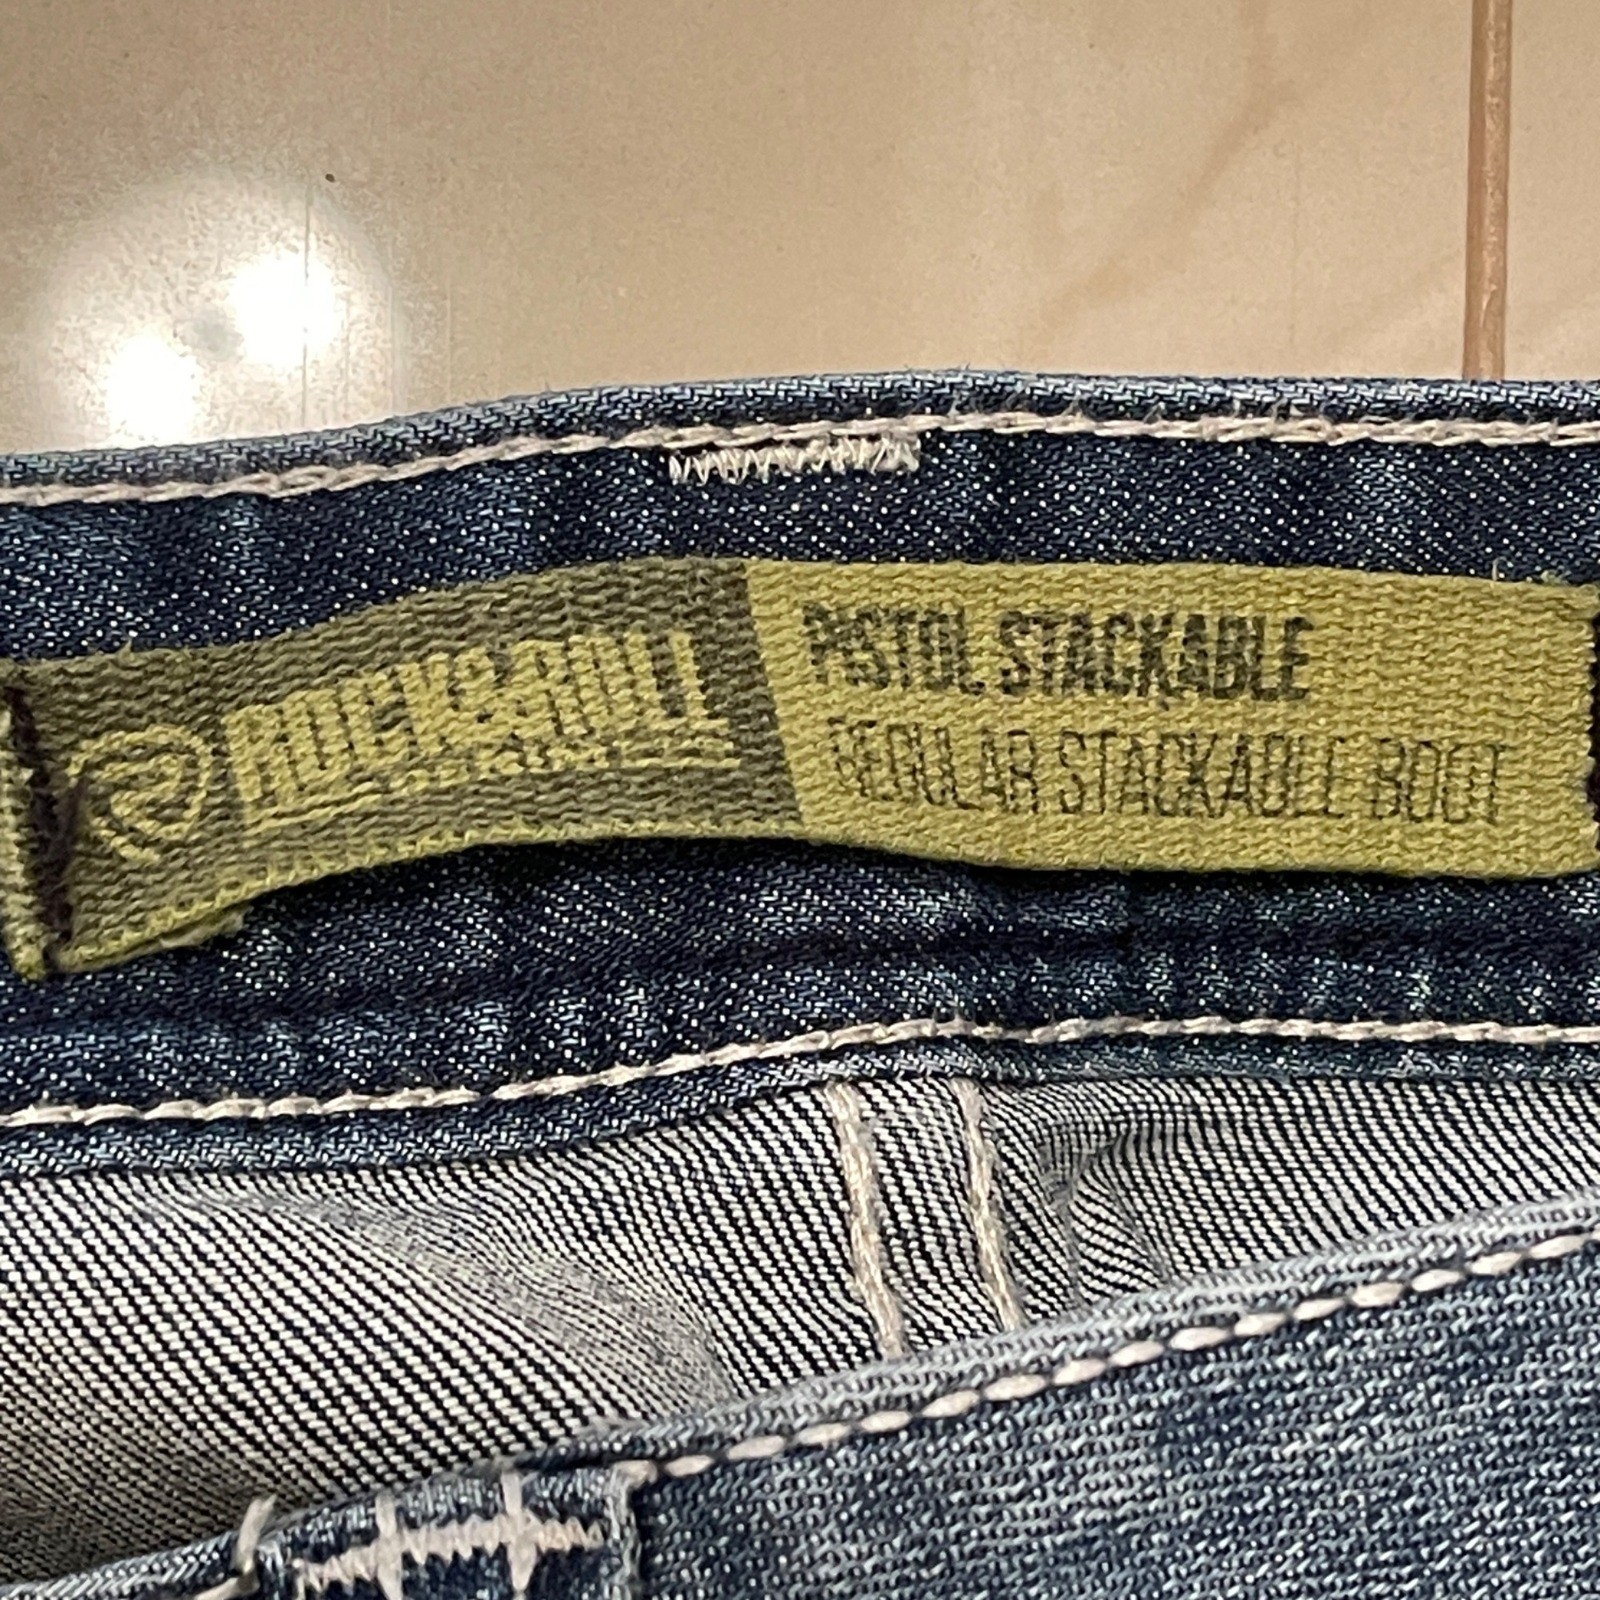 ROCK&ROLL
PISTOL STACKABLE
REGULAR STACKABLE BOOT